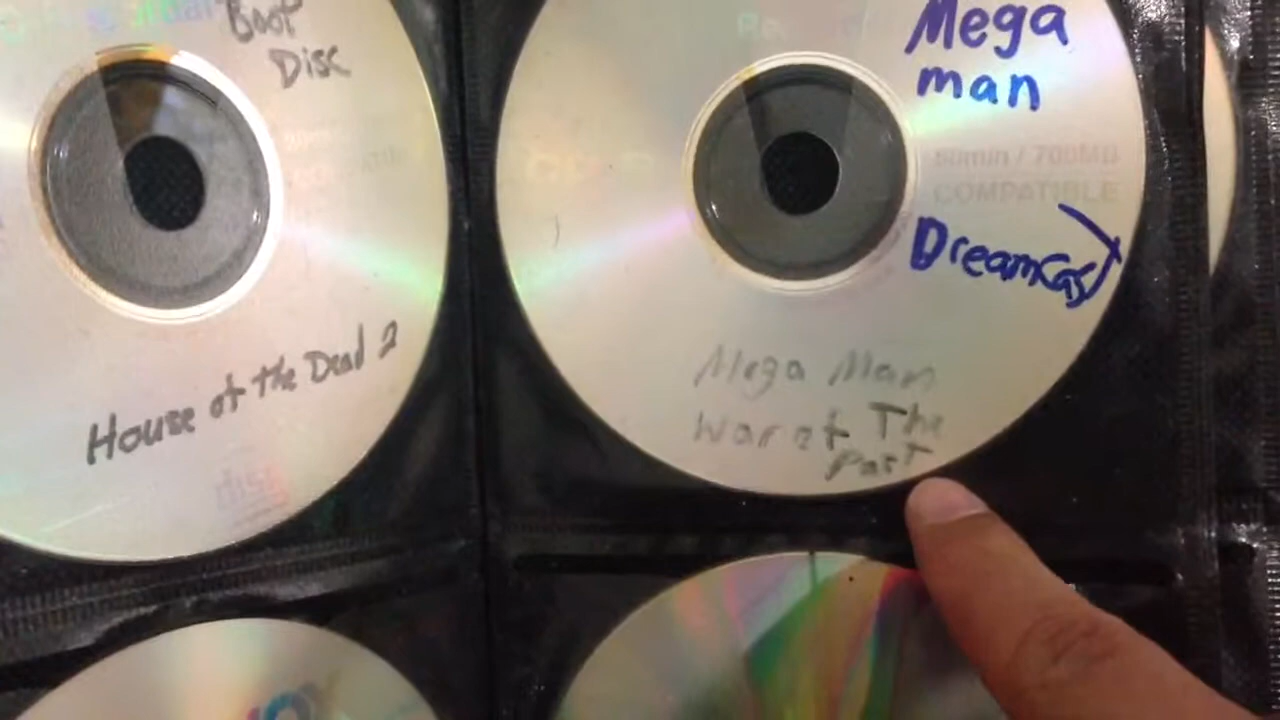 Boot
Disc
House of the Dead 2
Mega
man
80min / 700MB
COMPATIBLE
Dreamcast
Mega Man
War of The
Past
disc